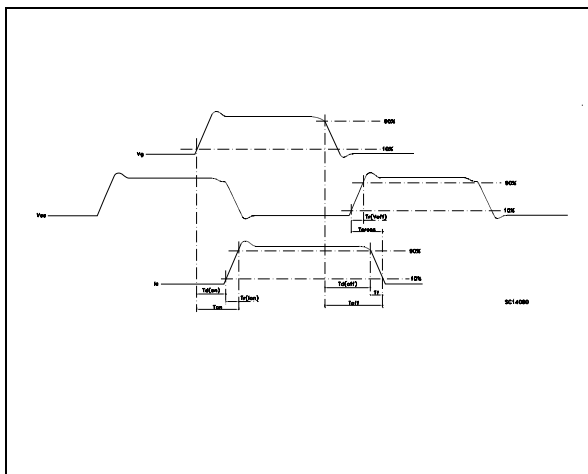 90%
Vg
10%
Vce
90%
10%
Tr(Voff)
Tcross
90%
Ic
10%
Td(on)
Tr(Ion)
Ton
Td(off)
Tf
Toff
SC14080